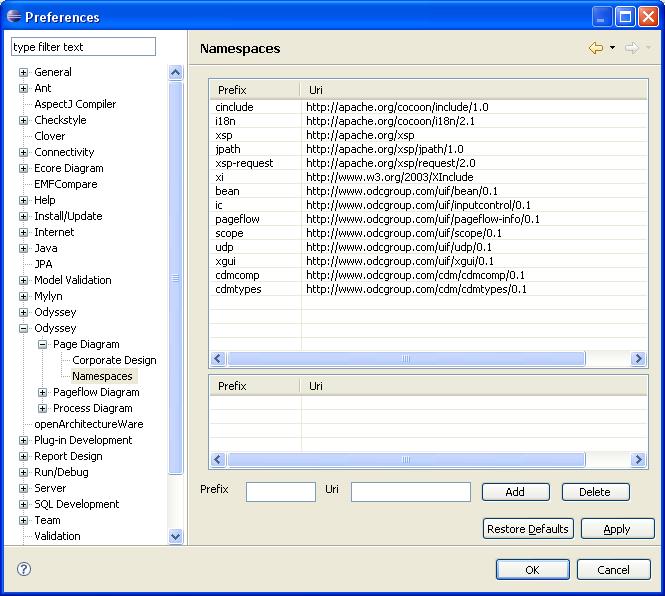 Preferences
type filter text
General
Ant
AspectJ Compiler
Checkstyle
Clover
Connectivity
Ecore Diagram
EMFCompare
Help
Install/Update
Internet
Java
JPA
Model Validation
Mylyn
Odyssey
Odyssey
Page Diagram
Corporate Design
Namespaces
Pageflow Diagram
Process Diagram
openArchitectureWare
Plug-in Development
Report Design
Run/Debug
Server
SQL Development
Team
Validation
Namespaces
Prefix Uri
cinclude http://apache.org/cocoon/include/1.0
i18n http://apache.org/cocoon/i18n/2.1
xsp http://apache.org/xsp
jpath http://apache.org/xsp/jpath/1.0
xsp-request http://apache.org/xsp/request/2.0
xi http://www.w3.org/2003/XInclude
bean http://www.odcgroup.com/uif/bean/0.1
ic http://www.odcgroup.com/uif/inputcontrol/0.1
pageflow http://www.odcgroup.com/uif/pageflow-info/0.1
scope http://www.odcgroup.com/uif/scope/0.1
udp http://www.odcgroup.com/uif/udp/0.1
xgui http://www.odcgroup.com/uif/xgui/0.1
cdmcomp http://www.odcgroup.com/cdm/cdmcomp/0.1
cdmtypes http://www.odcgroup.com/cdm/cdmtypes/0.1
Prefix Uri
Prefix Uri Add Delete
Restore Defaults Apply
? OK Cancel